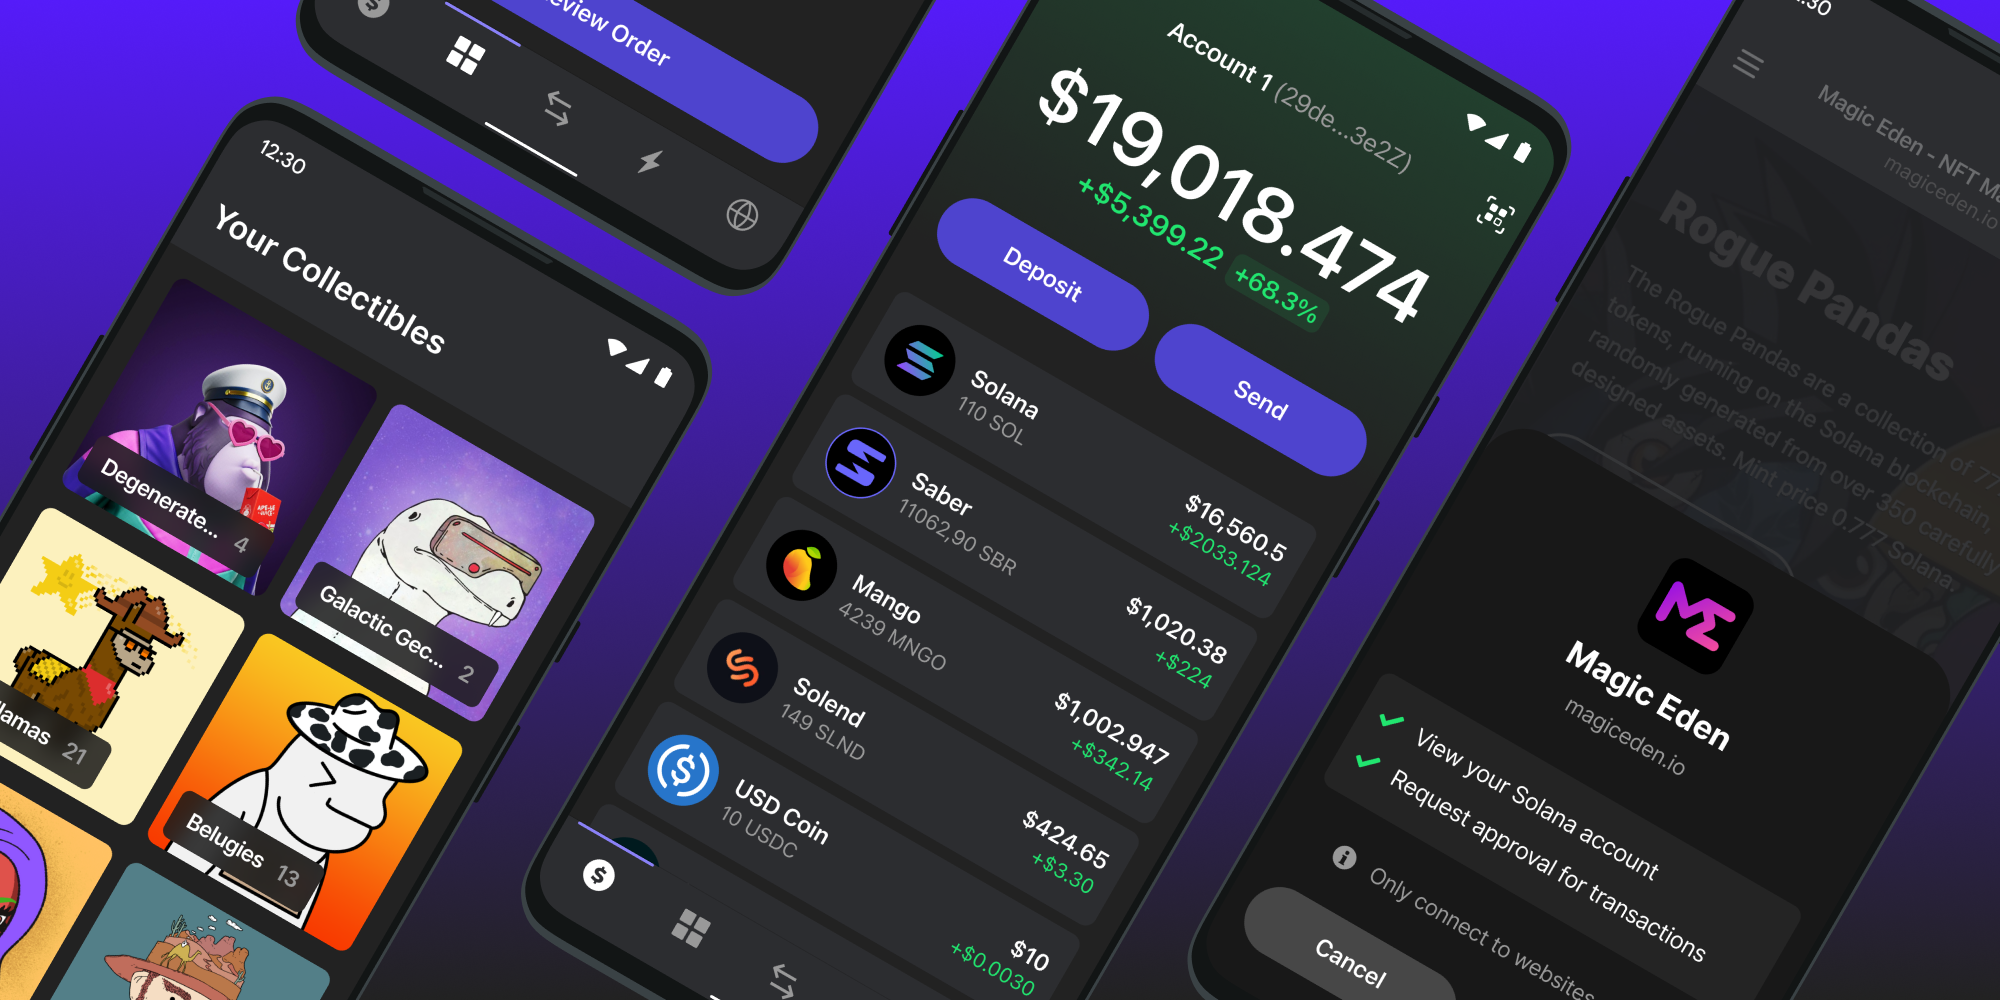 Review Order
12:30
Your Collectibles
Degenerate... 4
Galactic Gec... 2
21
Belugies 13
Account 1 (29de...3e2Z)
$19,018.474
+$5,399.22 +68.3%
Deposit
Send
Solana
110 SOL
$16,560.5
+$2033.124
Saber
11062,90 SBR
$1,020.38
+$224
Mango
4239 MNGO
$1,002.947
+$342.14
Solend
149 SLND
$424.65
+$3.30
USD Coin
10 USDC
$10
+$0.0030
Magic Eden - NFT
magiceden.io
Rogue Pandas
The Rogue Pandas are a collection of 77
tokens, running on the Solana blockchain,
randomly generated from over 350 carefully
designed assets. Mint price 0.777 Solana.
Magic Eden
magiceden.io
View your Solana account
Request approval for transactions
Only connect to websites
Cancel